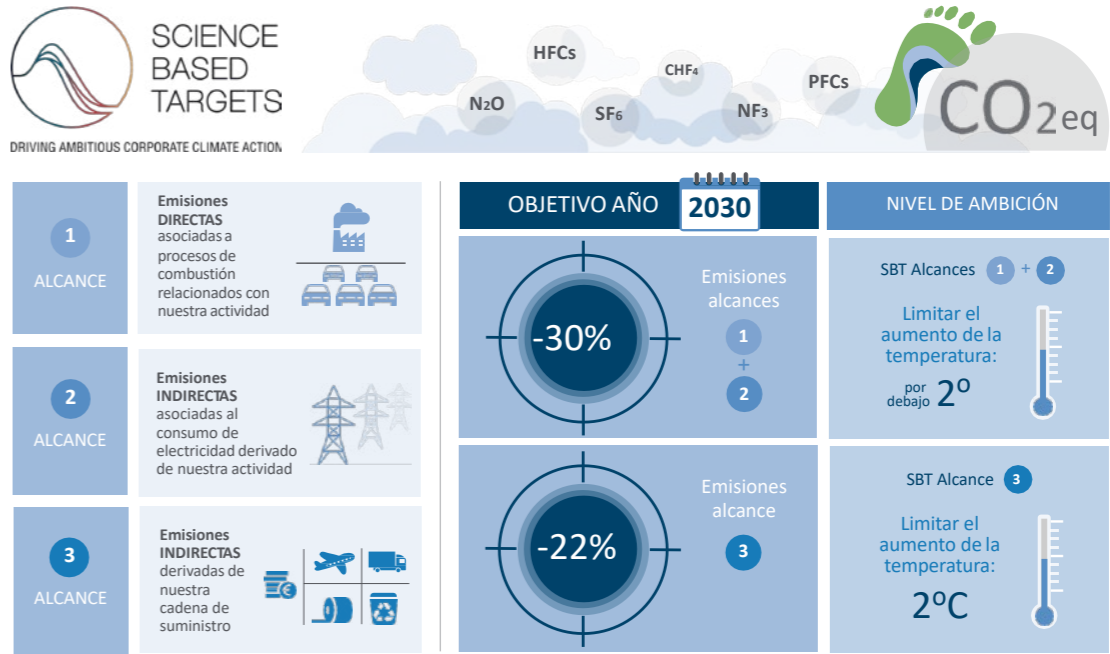 SCIENCE
BASED
TARGETS
DRIVING AMBITIOUS CORPORATE CLIMATE ACTION
HFCs
CHF4
PFCs
N2O
SF6
NF3
CO2eq
1
ALCANCE
Emisiones
DIRECTAS
asociadas a
procesos de
combustión
relacionados con
nuestra actividad
2
ALCANCE
Emisiones
INDIRECTAS
asociadas al
consumo de
electricidad derivado
de nuestra actividad
3
ALCANCE
Emisiones
INDIRECTAS
derivadas de
nuestra
cadena de
suministro
€
OBJETIVO AÑO 2030
-30%
Emisiones
alcances
1
+
2
-22%
Emisiones
alcance
3
NIVEL DE AMBICIÓN
SBT Alcances 1 + 2
Limitar el
aumento de la
temperatura:
por
debajo 2º
SBT Alcance 3
Limitar el
aumento de la
temperatura:
2ºC